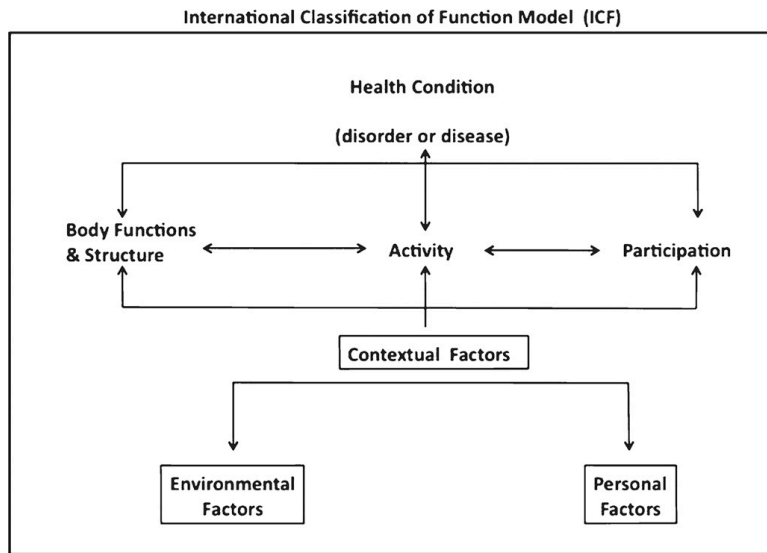 International Classification of Function Model (ICF)
Health Condition
(disorder or disease)
Body Functions
& Structure
Activity
Participation
Contextual Factors
Environmental
Factors
Personal
Factors